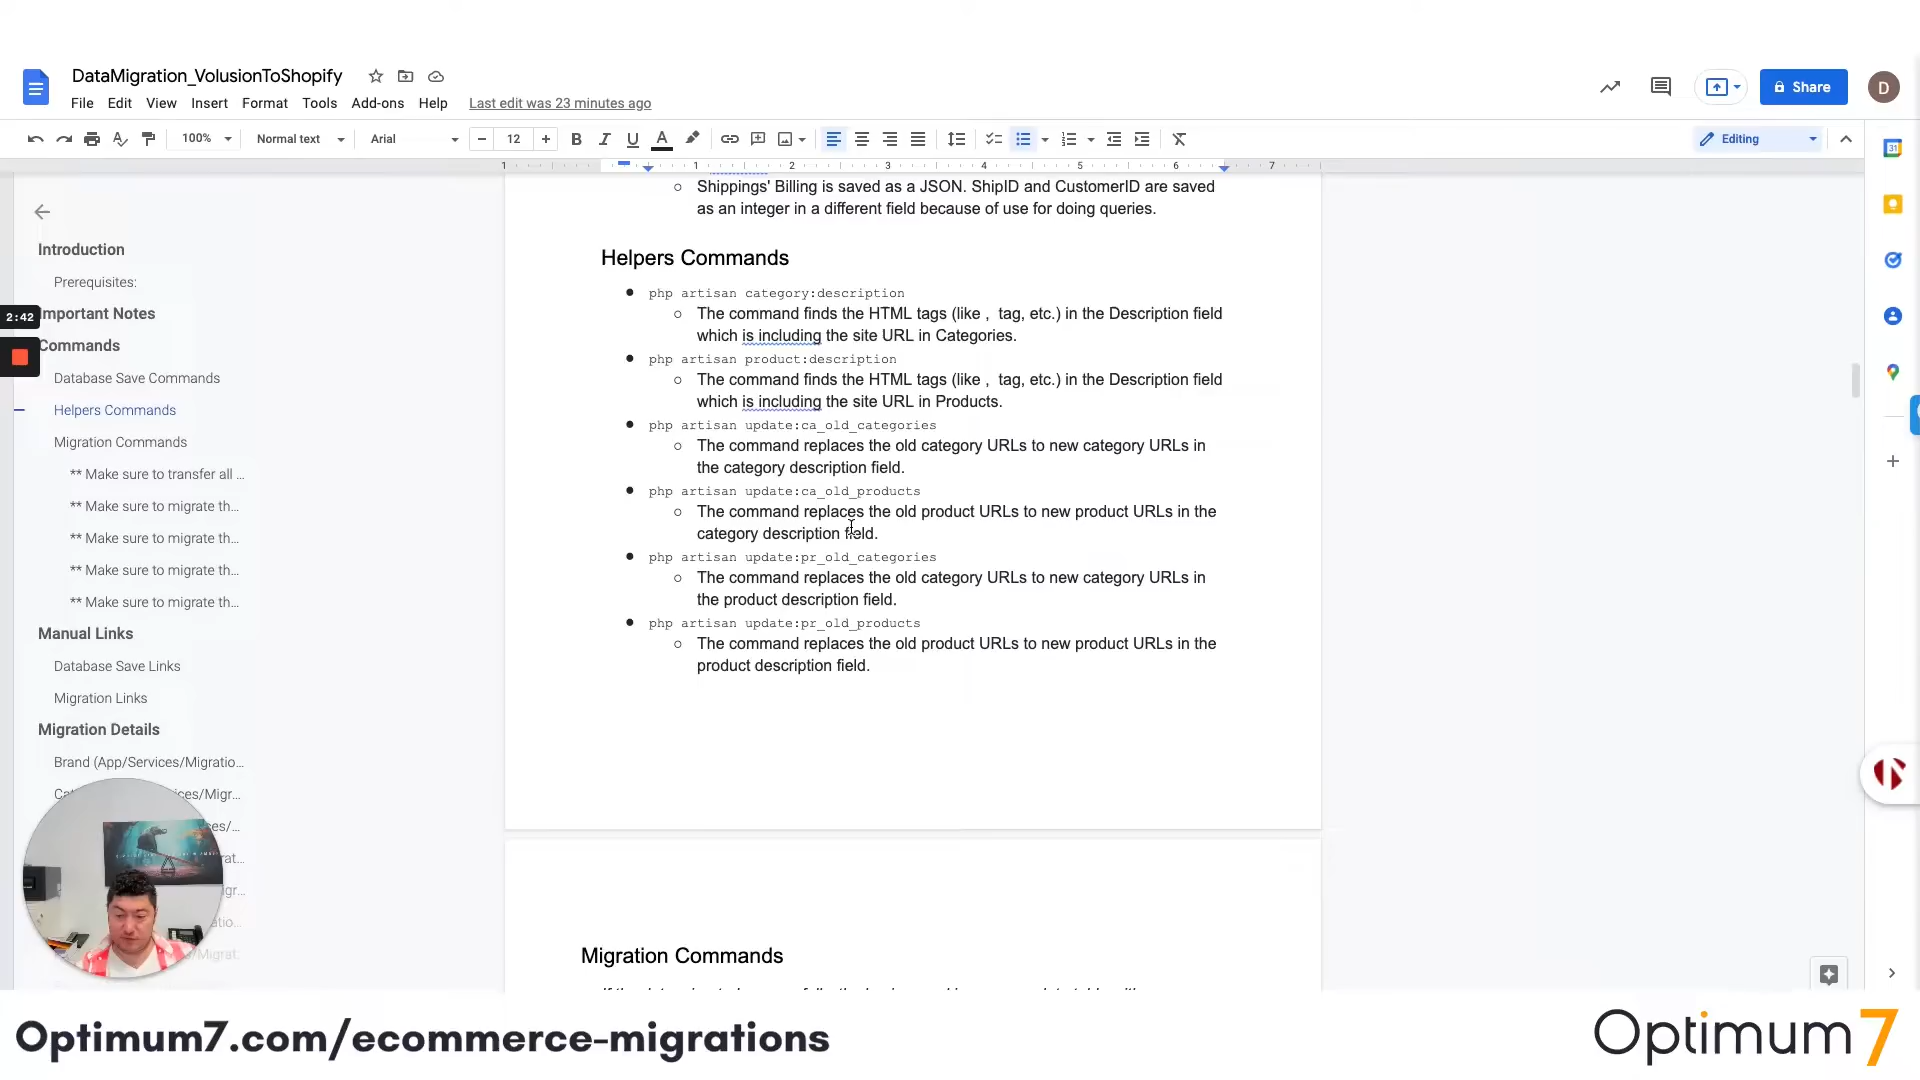 DataMigration_VolusionToShopify
File Edit View Insert Format Tools Add-ons Help Last edit was 23 minutes ago
Share
D
100% Normal text Arial 12 Editing
1 1 2 3 4 5 6 7
31
Introduction
Prerequisites:
Important Notes
Commands
Database Save Commands
Helpers Commands
Migration Commands
** Make sure to transfer all ...
** Make sure to migrate th...
** Make sure to migrate th...
** Make sure to migrate th...
** Make sure to migrate th...
Manual Links
Database Save Links
Migration Links
Migration Details
Brand (App/Services/Migratio...
2:42
Shippings' Billing is saved as a JSON. ShipID and CustomerID are saved
as an integer in a different field because of use for doing queries.
Helpers Commands
php artisan category:description
The command finds the HTML tags (like , tag, etc.) in the Description field
which is including the site URL in Categories.
php artisan product:description
The command finds the HTML tags (like , tag, etc.) in the Description field
which is including the site URL in Products.
php artisan update:ca_old_categories
The command replaces the old category URLs to new category URLs in
the category description field.
php artisan update:ca_old_products
The command replaces the old product URLs to new product URLs in the
category description field.
php artisan update:pr_old_categories
The command replaces the old category URLs to new category URLs in
the product description field.
php artisan update:pr_old_products
The command replaces the old product URLs to new product URLs in the
product description field.
Migration Commands
Optimum7.com/ecommerce-migrations
Optimum7